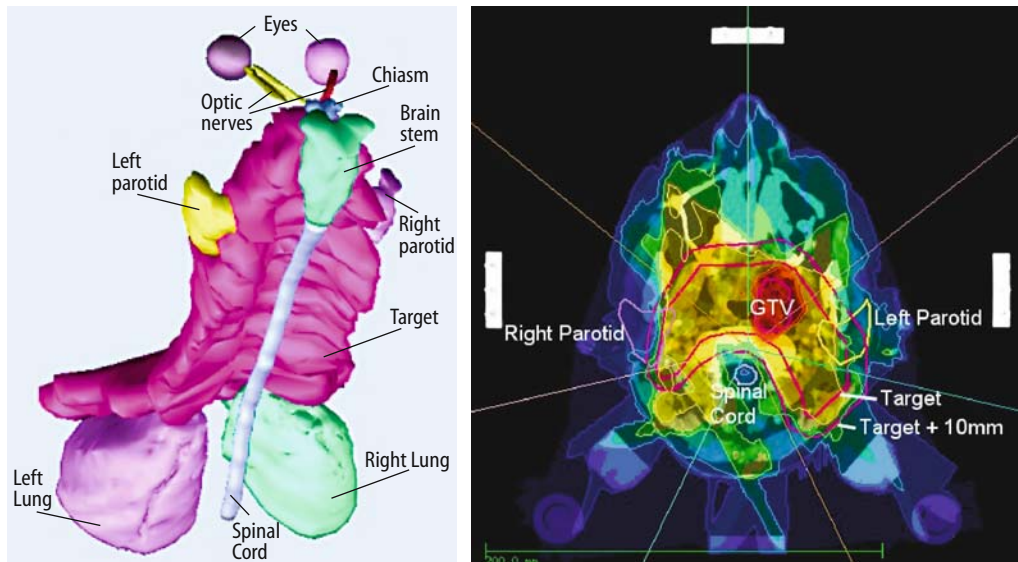 Eyes
Chiasm
Optic
nerves
Brain
stem
Left
parotid
Right
parotid
Target
Left
Lung
Right Lung
Spinal
Cord
GTV
Right Parotid
Left Parotid
Spinal
Cord
Target
Target + 10mm